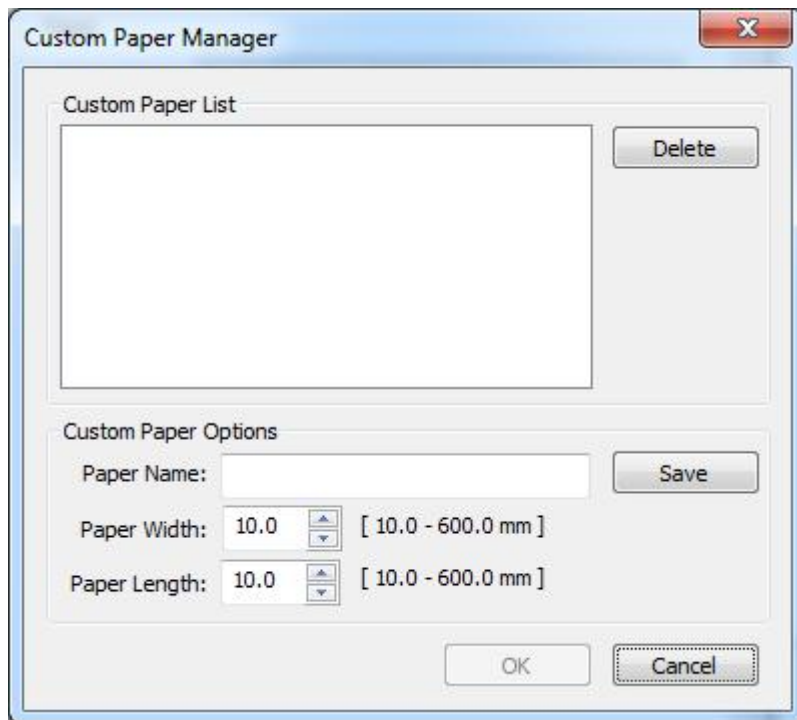 Custom Paper Manager
Custom Paper List
Delete
Custom Paper Options
Paper Name:
Save
Paper Width: 10.0 [ 10.0 - 600.0 mm ]
Paper Length: 10.0 [ 10.0 - 600.0 mm ]
OK Cancel